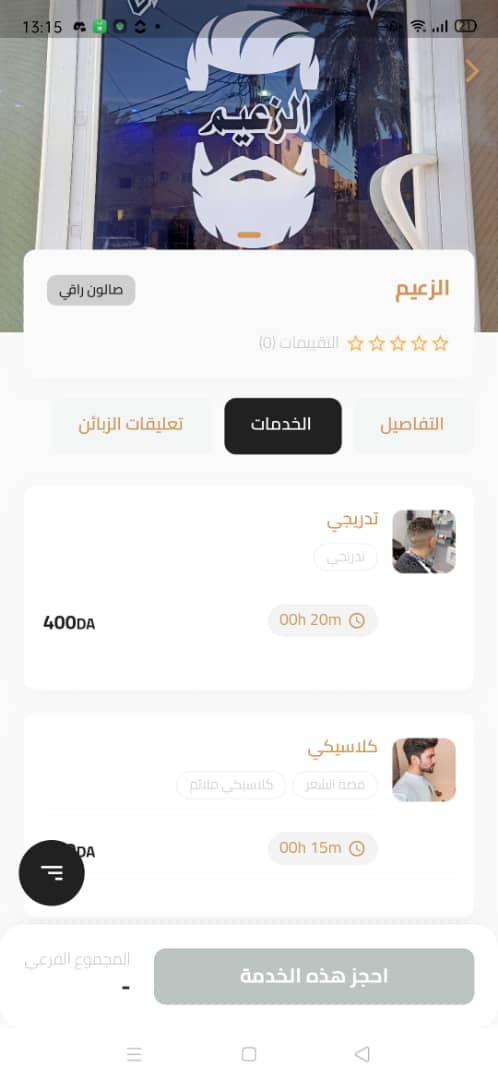 13:15
21
الزعيم
الزعيم
صالون راقي
التقييمات (0)
التفاصيل
الخدمات
تعليقات الزبائن
تدريجي
تدريجي
00h 20m
400DA
كلاسيكي
قصة الشعر
كلاسيكي ملائم
00h 15m
DA
المجموع الفرعي
-
احجز هذه الخدمة